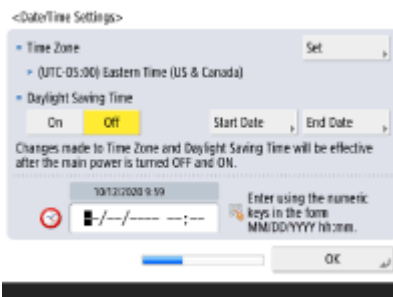 <Date/Time Settings>
Time Zone
Set
(UTC-05:00) Eastern Time (US & Canada)
Daylight Saving Time
On Off Start Date End Date
Changes made to Time Zone and Daylight Saving Time will be effective
after the main power is turned OFF and ON.
10/12/2020 9:59
--/--/---- --:--
Enter using the numeric
keys in the form
MM/DD/YYYY hh:mm.
OK